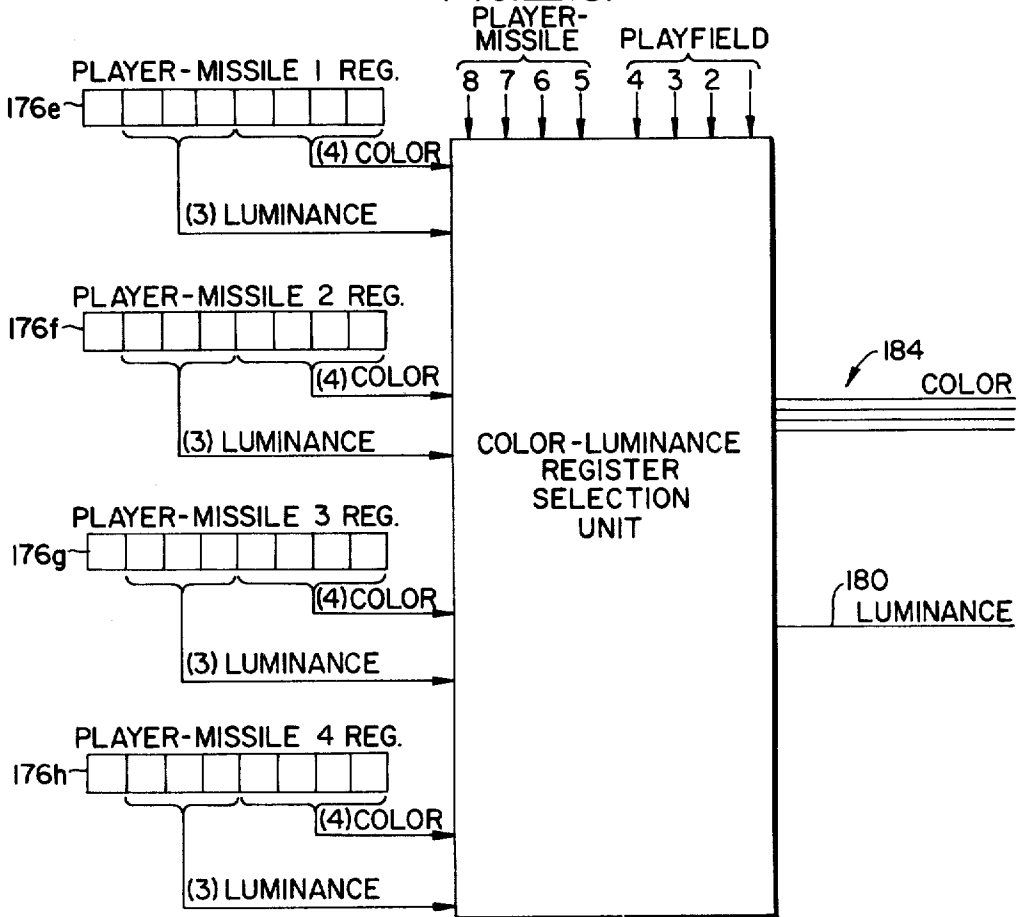 PLAYER-
MISSILE
PLAYFIELD
8 7 6 5 4 3 2 1
PLAYER-MISSILE 1 REG.
176e
(4) COLOR
(3) LUMINANCE
PLAYER-MISSILE 2 REG.
176f
(4) COLOR
(3) LUMINANCE
184
COLOR
COLOR-LUMINANCE
REGISTER
SELECTION
UNIT
PLAYER-MISSILE 3 REG.
176g
(4) COLOR
(3) LUMINANCE
180
LUMINANCE
PLAYER-MISSILE 4 REG.
176h
(4) COLOR
(3) LUMINANCE